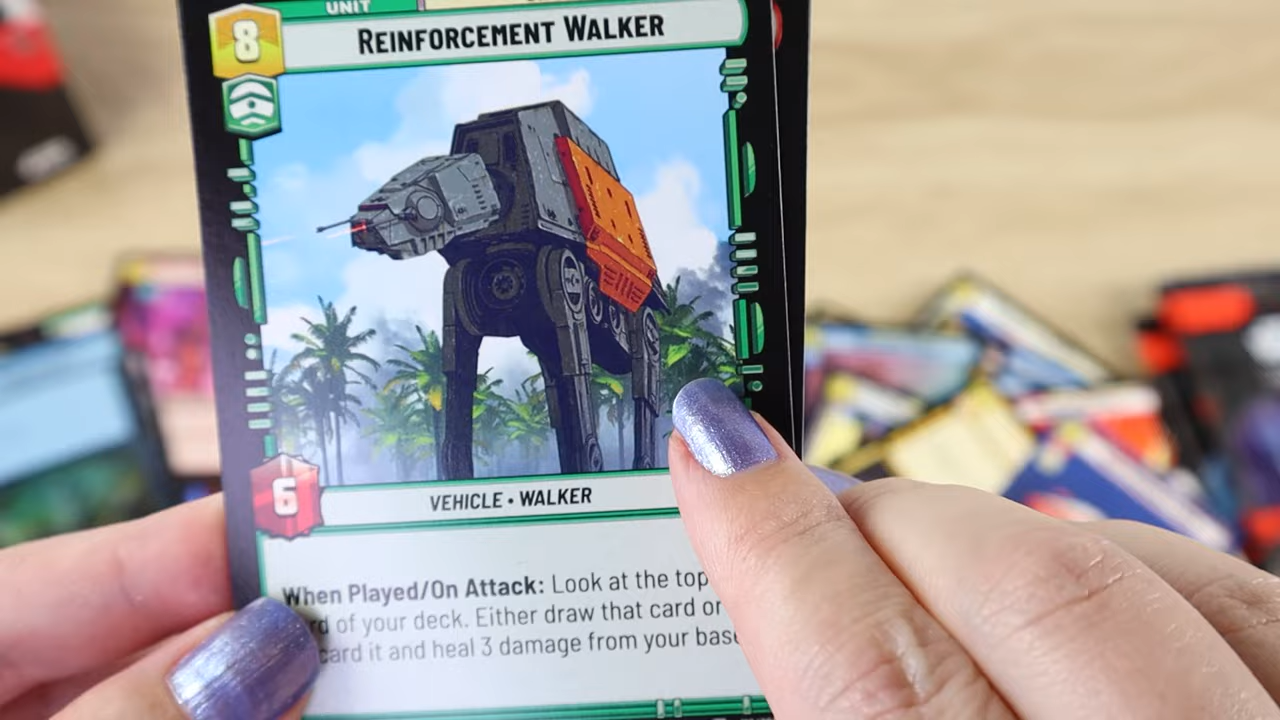 UNIT
8
REINFORCEMENT WALKER
6
VEHICLE • WALKER
When Played/On Attack: Look at the top
of your deck. Either draw that card or
it and heal 3 damage from your base